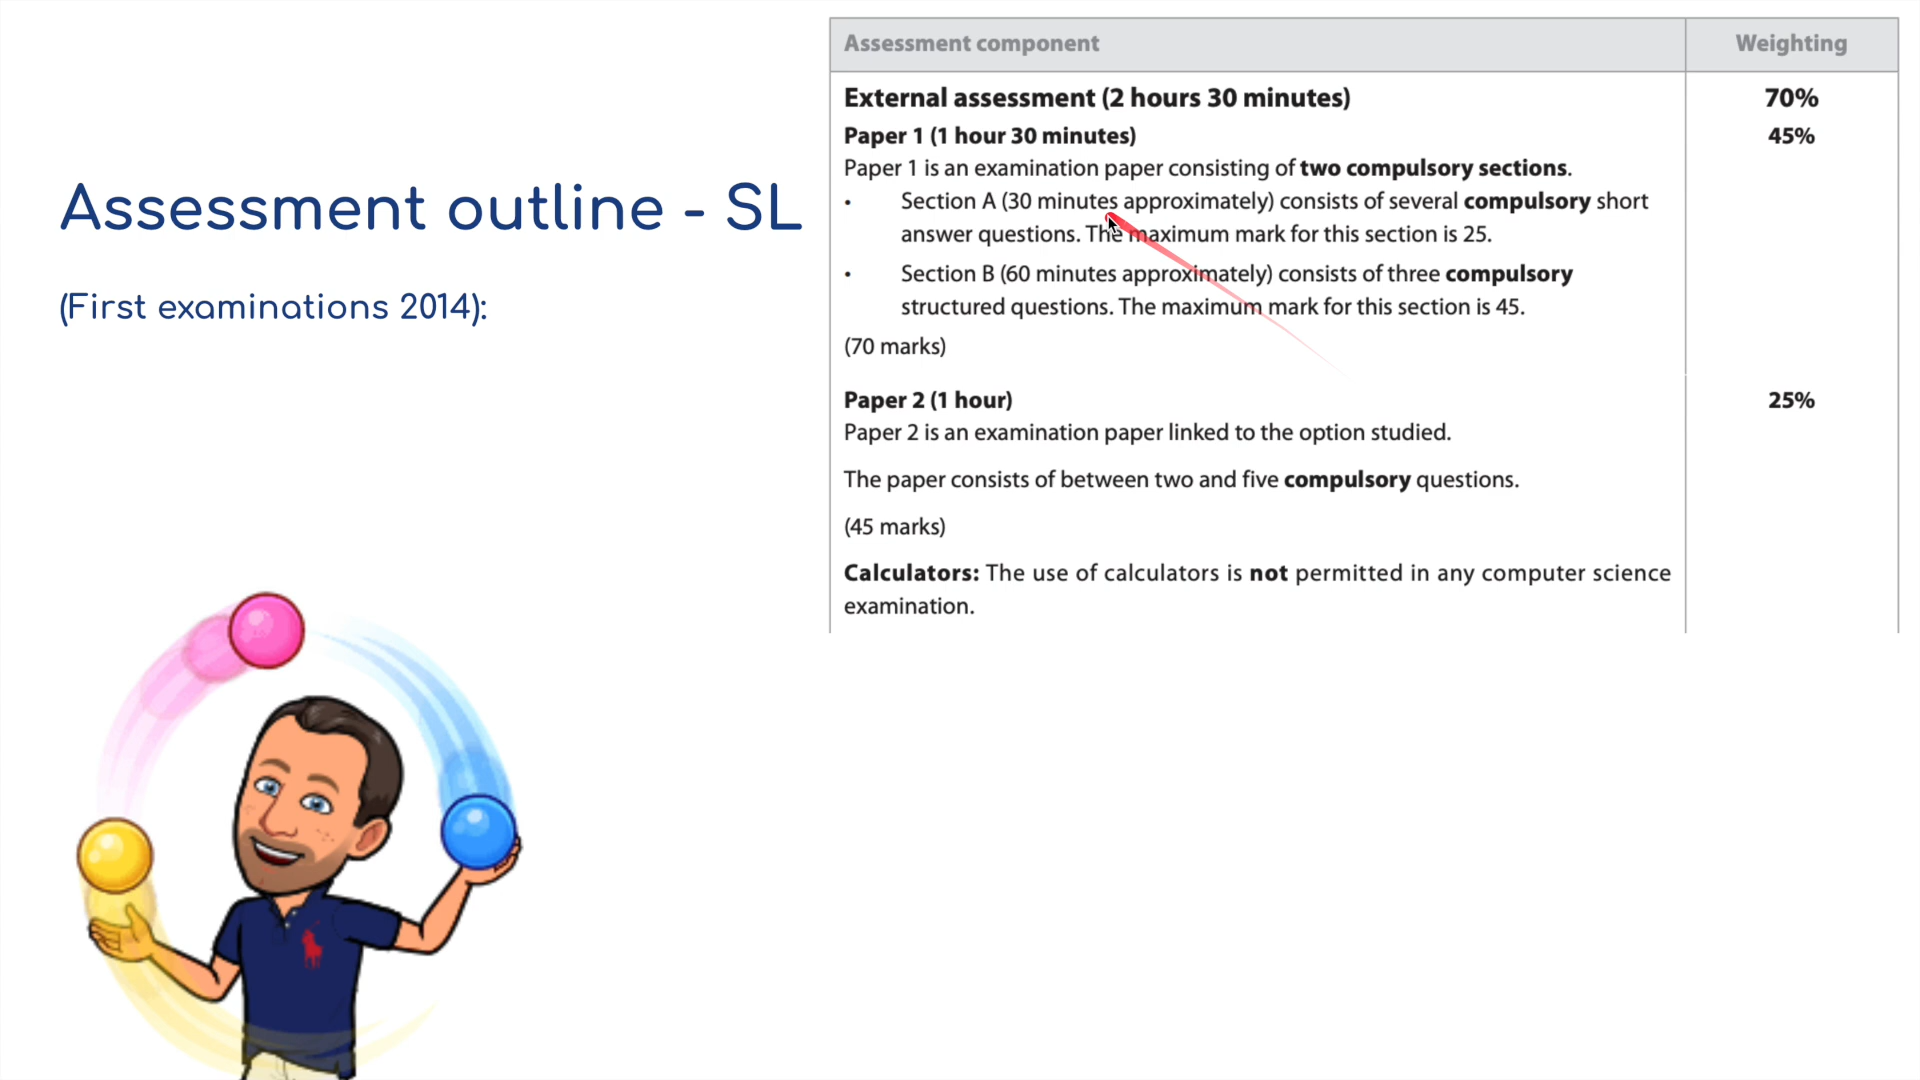 Assessment outline - SL
(First examinations 2014):
Assessment component Weighting
External assessment (2 hours 30 minutes) 70%
Paper 1 (1 hour 30 minutes) 45%
Paper 1 is an examination paper consisting of two compulsory sections.
• Section A (30 minutes approximately) consists of several compulsory short
answer questions. The maximum mark for this section is 25.
• Section B (60 minutes approximately) consists of three compulsory
structured questions. The maximum mark for this section is 45.
(70 marks)
Paper 2 (1 hour) 25%
Paper 2 is an examination paper linked to the option studied.
The paper consists of between two and five compulsory questions.
(45 marks)
Calculators: The use of calculators is not permitted in any computer science
examination.